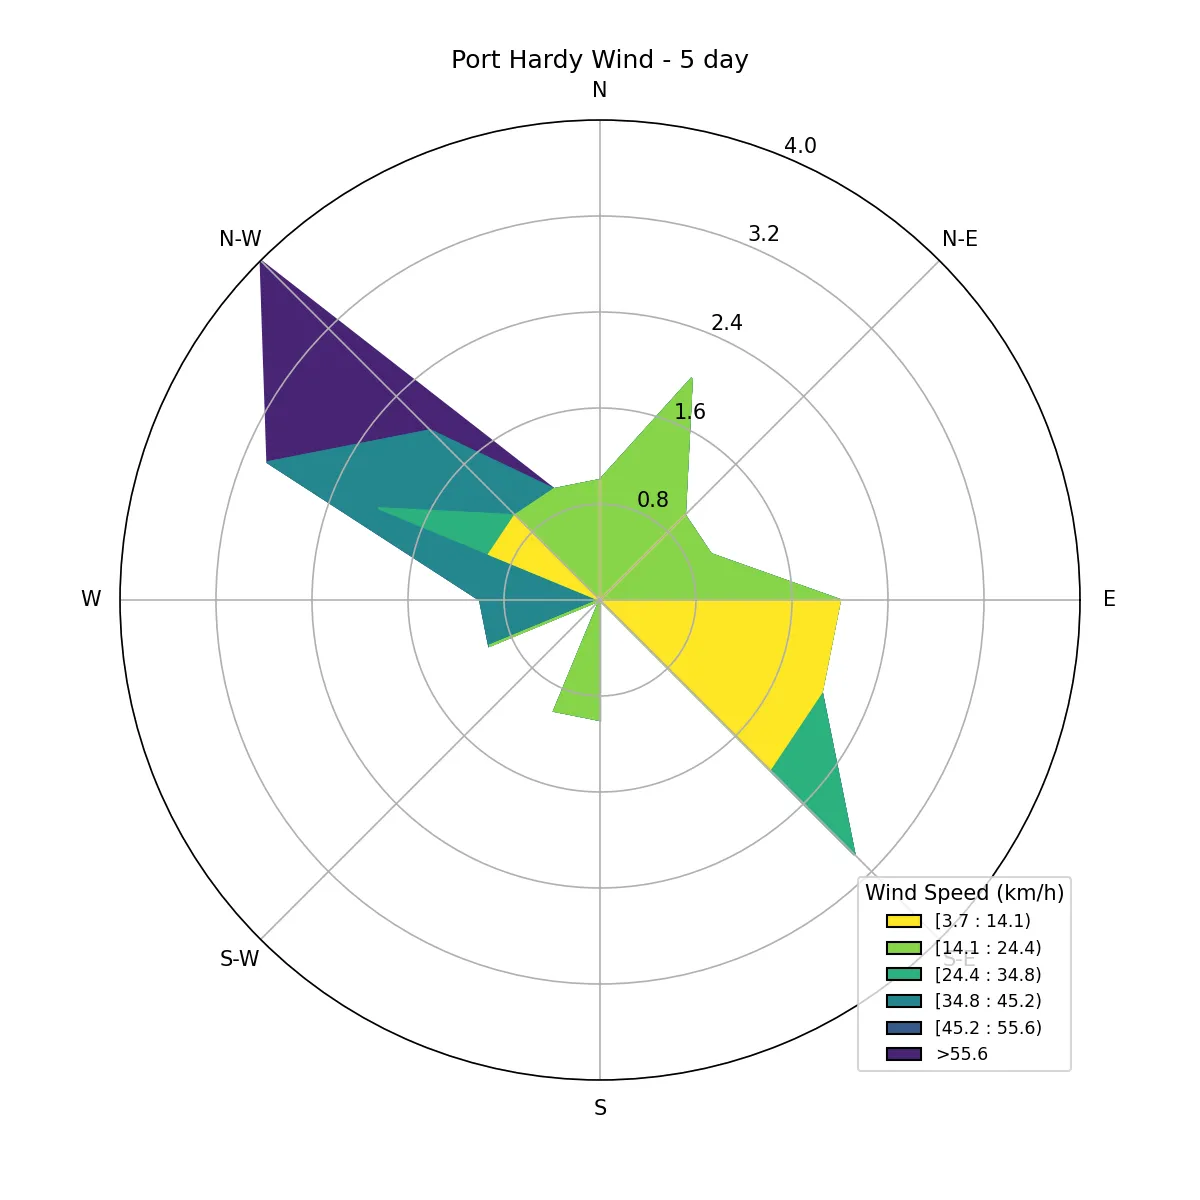 Port Hardy Wind - 5 day
N
4.0
N-W
N-E
3.2
2.4
1.6
0.8
W
E
S-W
S-E
S
Wind Speed (km/h)
[3.7 : 14.1)
[14.1 : 24.4)
[24.4 : 34.8)
[34.8 : 45.2)
[45.2 : 55.6)
>55.6